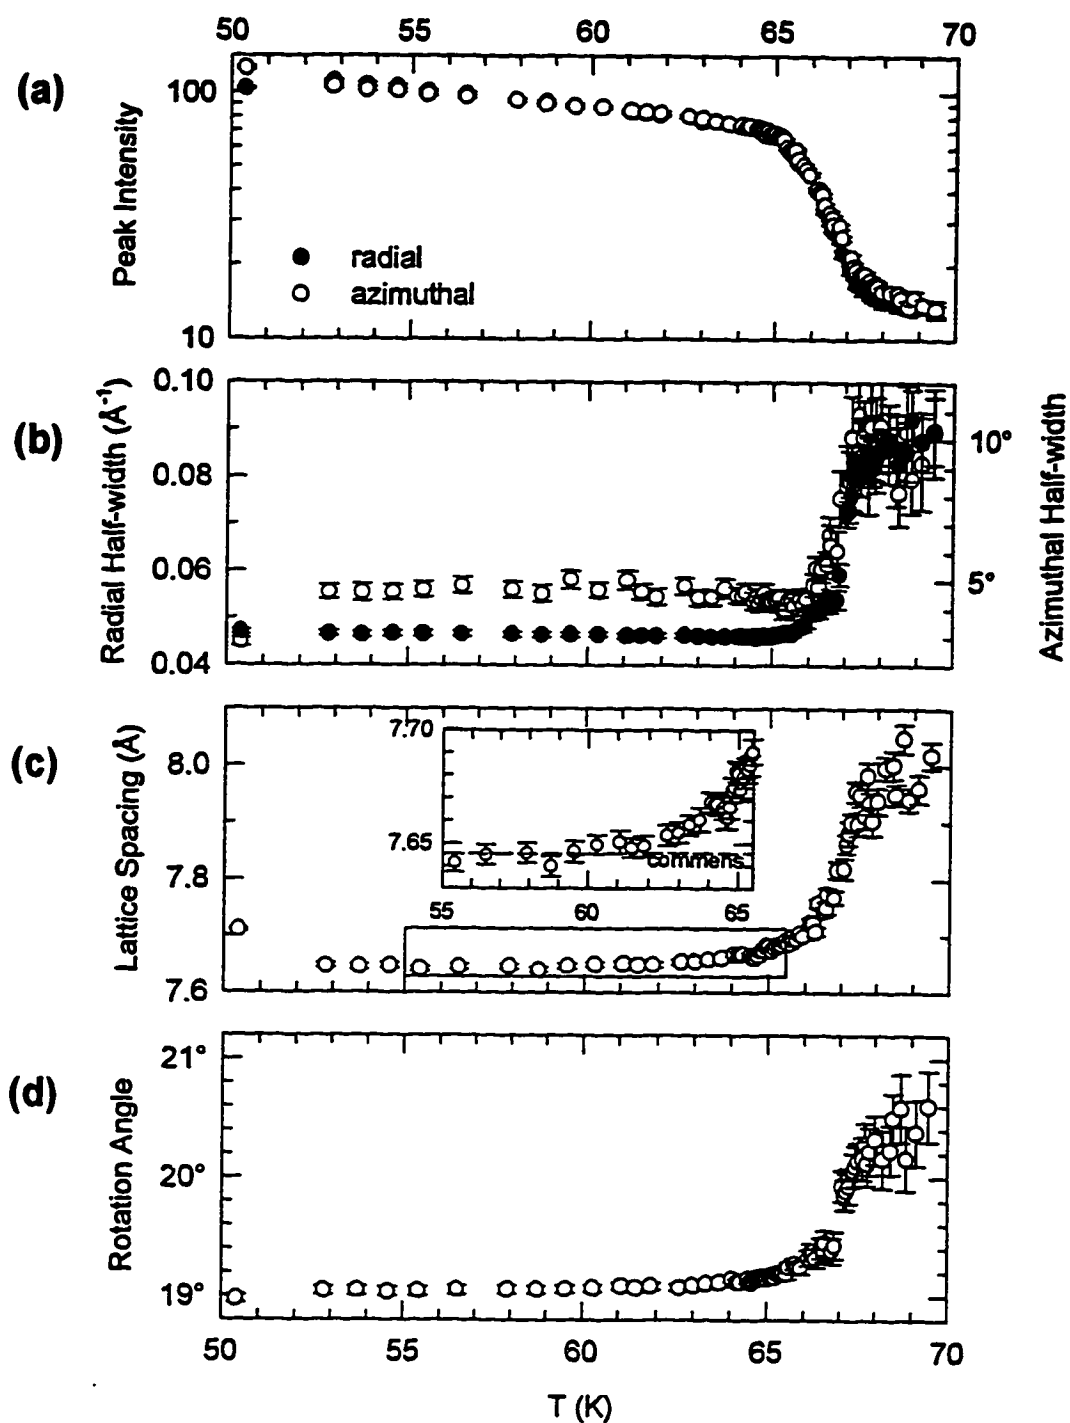 50 55 60 65 70
(a)
100
10
Peak Intensity
radial
azimuthal
(b)
0.10
0.08
0.06
0.04
Radial Half-width (Å⁻¹)
10°
5°
Azimuthal Half-width
(c)
8.0
7.8
7.6
Lattice Spacing (Å)
7.70
7.65
commens.
55 60 65
(d)
21°
20°
19°
Rotation Angle
50 55 60 65 70
T (K)